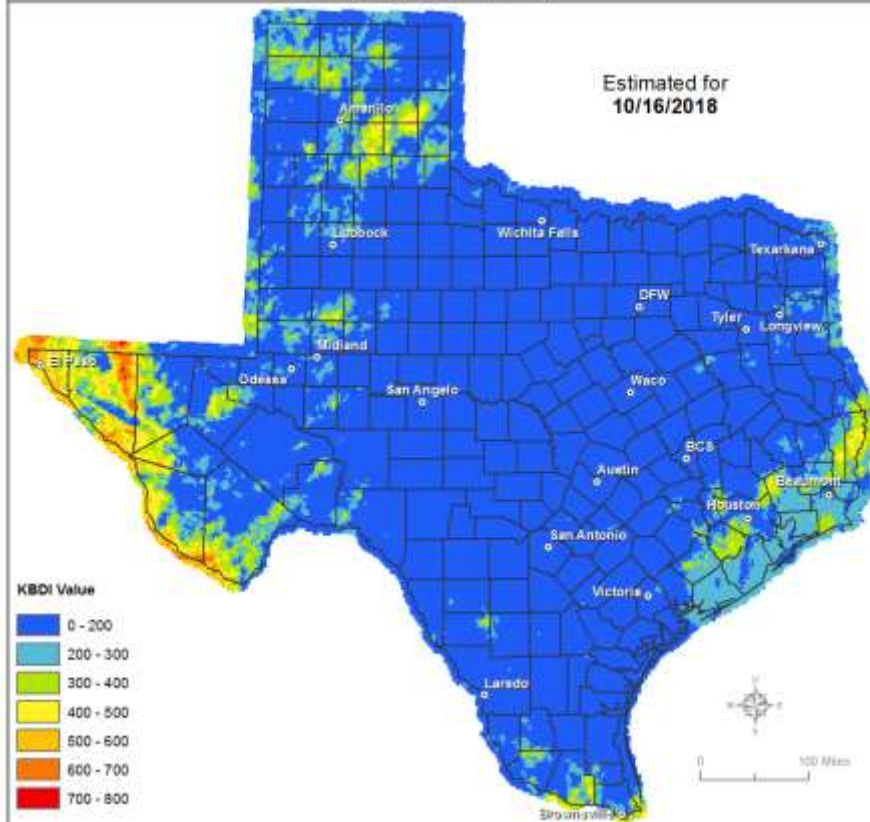 Estimated for
10/16/2018
Amarillo
Lubbock
Wichita Falls
Texarkana
DFW
Tyler
Longview
El Paso
Midland
Odessa
San Angelo
Waco
BCS
Austin
Beaumont
Houston
San Antonio
Victoria
Laredo
Brownsville
KBDI Value
0 - 200
200 - 300
300 - 400
400 - 500
500 - 600
600 - 700
700 - 800
0 100 Miles